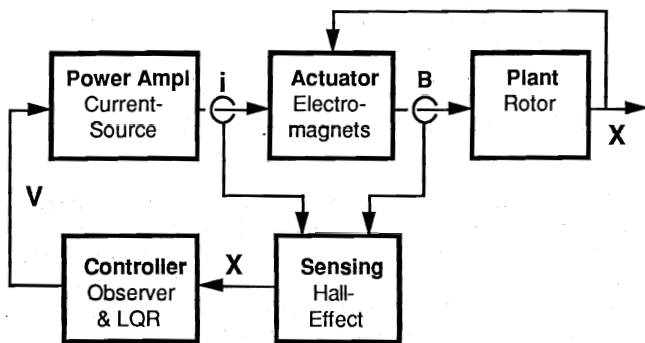 Power Ampl
Current-
Source
i
Actuator
Electro-
magnets
B
Plant
Rotor
X
V
Controller
Observer
& LQR
X
Sensing
Hall-
Effect